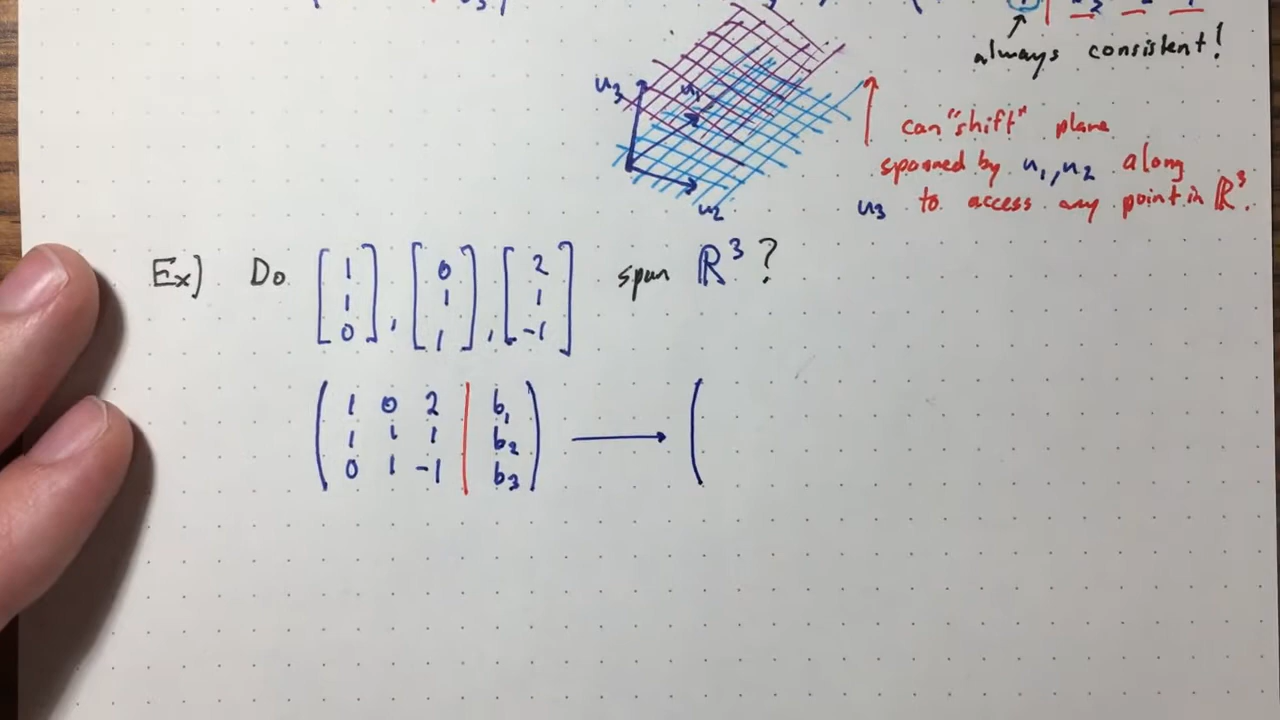 always consistent!
u3
u1
u2
can "shift" plane
spanned by u1, u2 along
u3 to access any point in ℝ³.
Ex) Do [1 1 0], [0 1 1], [2 1 -1] span ℝ³?
( 1 0 2 | b1
1 1 1 | b2
0 1 -1 | b3 ) → (